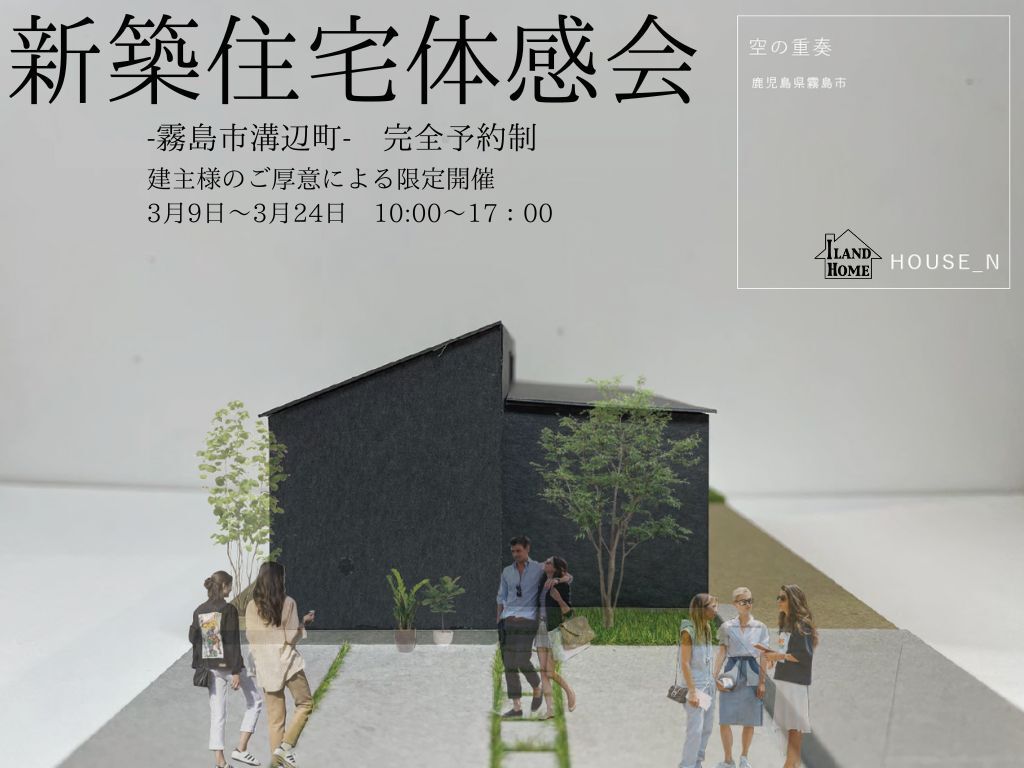 新築住宅体感会
-霧島市溝辺町-　完全予約制
建主様のご厚意による限定開催
3月9日～3月24日　10:00～17：00
空の重奏
鹿児島県霧島市
ILAND
HOME
HOUSE_N